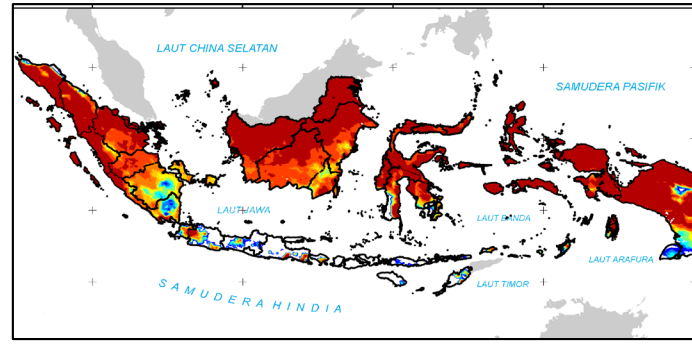 LAUT CHINA SELATAN
SAMUDERA PASIFIK
LAUT JAWA
LAUT BANDA
LAUT ARAFURA
LAUT TIMOR
SAMUDERA HINDIA